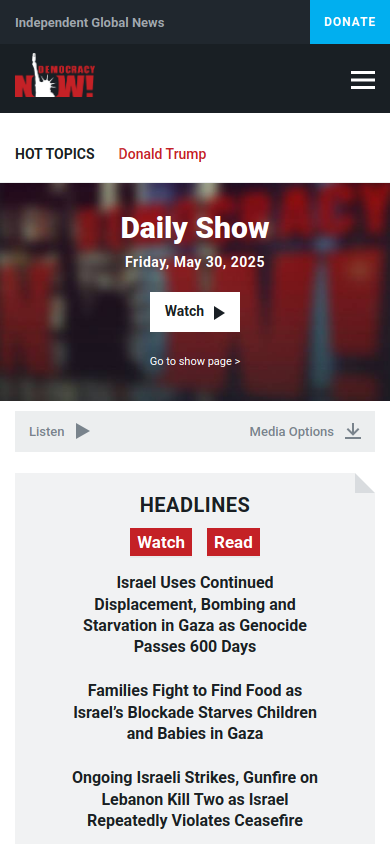 Independent Global News
DONATE
DEMOCRACY
NOW!
HOT TOPICS Donald Trump
Daily Show
Friday, May 30, 2025
Watch
Go to show page >
Listen
Media Options
HEADLINES
Watch Read
Israel Uses Continued
Displacement, Bombing and
Starvation in Gaza as Genocide
Passes 600 Days
Families Fight to Find Food as
Israel’s Blockade Starves Children
and Babies in Gaza
Ongoing Israeli Strikes, Gunfire on
Lebanon Kill Two as Israel
Repeatedly Violates Ceasefire